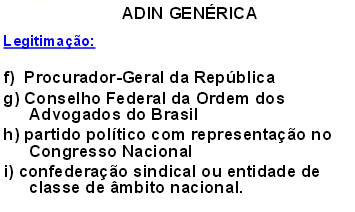 ADIN GENÉRICA
Legitimação:
f) Procurador-Geral da República
g) Conselho Federal da Ordem dos
Advogados do Brasil
h) partido político com representação no
Congresso Nacional
i) confederação sindical ou entidade de
classe de âmbito nacional.